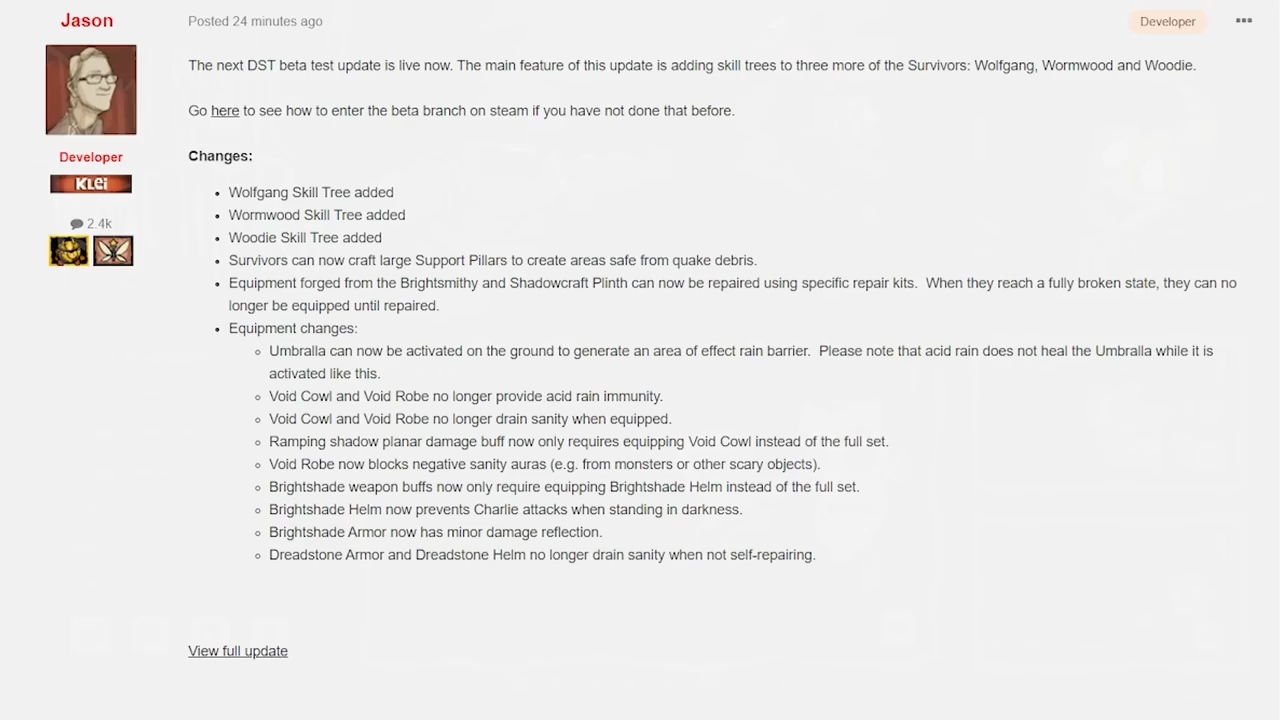 Jason
Posted 24 minutes ago
Developer
The next DST beta test update is live now. The main feature of this update is adding skill trees to three more of the Survivors: Wolfgang, Wormwood and Woodie.
Go here to see how to enter the beta branch on steam if you have not done that before.
Developer
Changes:
KLei
Wolfgang Skill Tree added
Wormwood Skill Tree added
2.4k
Woodie Skill Tree added
Survivors can now craft large Support Pillars to create areas safe from quake debris.
Equipment forged from the Brightsmithy and Shadowcraft Plinth can now be repaired using specific repair kits. When they reach a fully broken state, they can no
longer be equipped until repaired.
Equipment changes:
Umbralla can now be activated on the ground to generate an area of effect rain barrier. Please note that acid rain does not heal the Umbralla while it is
activated like this.
Void Cowl and Void Robe no longer provide acid rain immunity.
Void Cowl and Void Robe no longer drain sanity when equipped.
Ramping shadow planar damage buff now only requires equipping Void Cowl instead of the full set.
Void Robe now blocks negative sanity auras (e.g. from monsters or other scary objects).
Brightshade weapon buffs now only require equipping Brightshade Helm instead of the full set.
Brightshade Helm now prevents Charlie attacks when standing in darkness.
Brightshade Armor now has minor damage reflection.
Dreadstone Armor and Dreadstone Helm no longer drain sanity when not self-repairing.
View full update